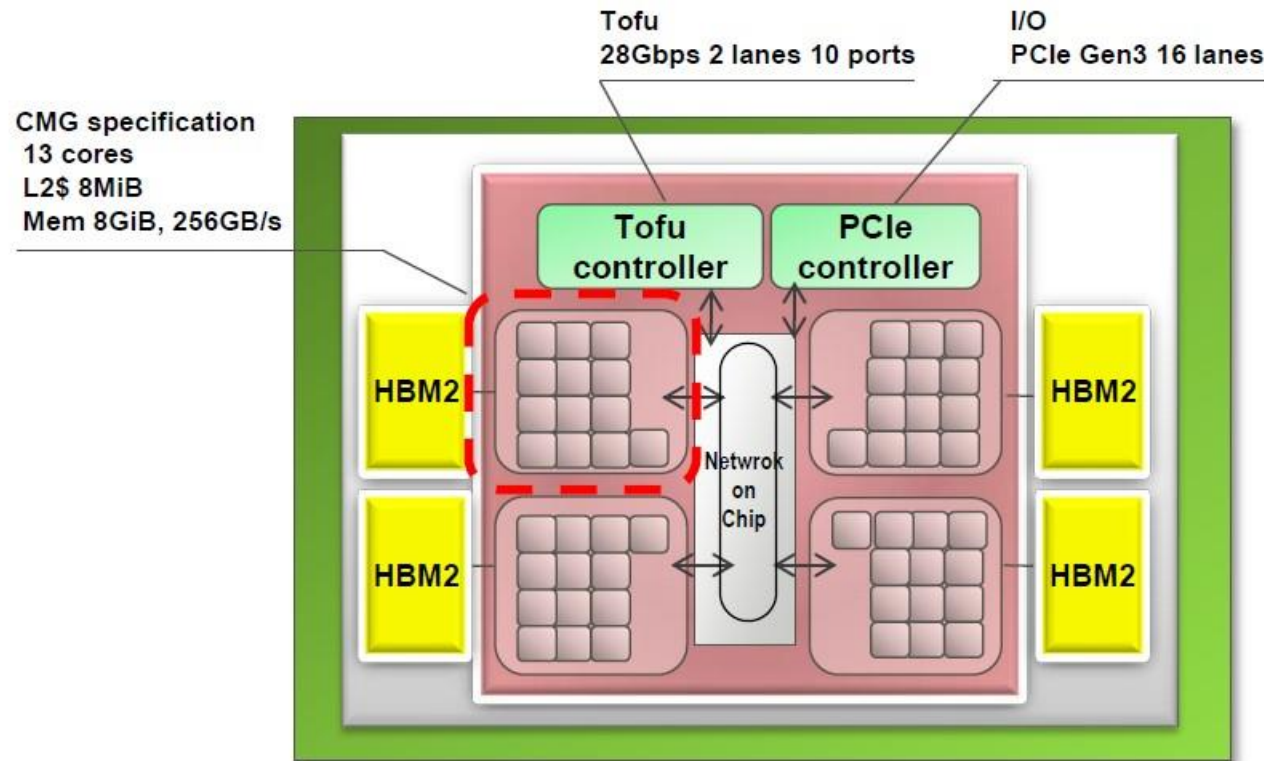 Tofu
28Gbps 2 lanes 10 ports
I/O
PCIe Gen3 16 lanes
CMG specification
13 cores
L2$ 8MiB
Mem 8GiB, 256GB/s
Tofu
controller
PCIe
controller
HBM2
HBM2
Netwrok
on
Chip
HBM2
HBM2